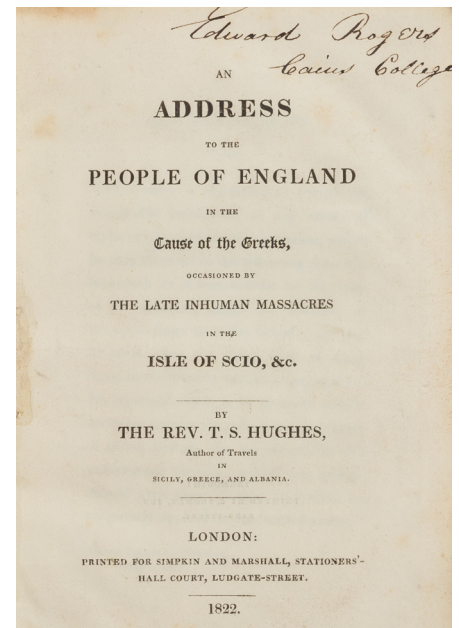 Edward Rogers
Caius College
AN
ADDRESS
TO THE
PEOPLE OF ENGLAND
IN THE
Cause of the Greeks,
OCCASIONED BY
THE LATE INHUMAN MASSACRES
IN THE
ISLE OF SCIO, &c.
BY
THE REV. T. S. HUGHES,
Author of Travels
IN
SICILY, GREECE, AND ALBANIA.
LONDON:
PRINTED FOR SIMPKIN AND MARSHALL, STATIONERS'-
HALL COURT, LUDGATE-STREET.
1822.